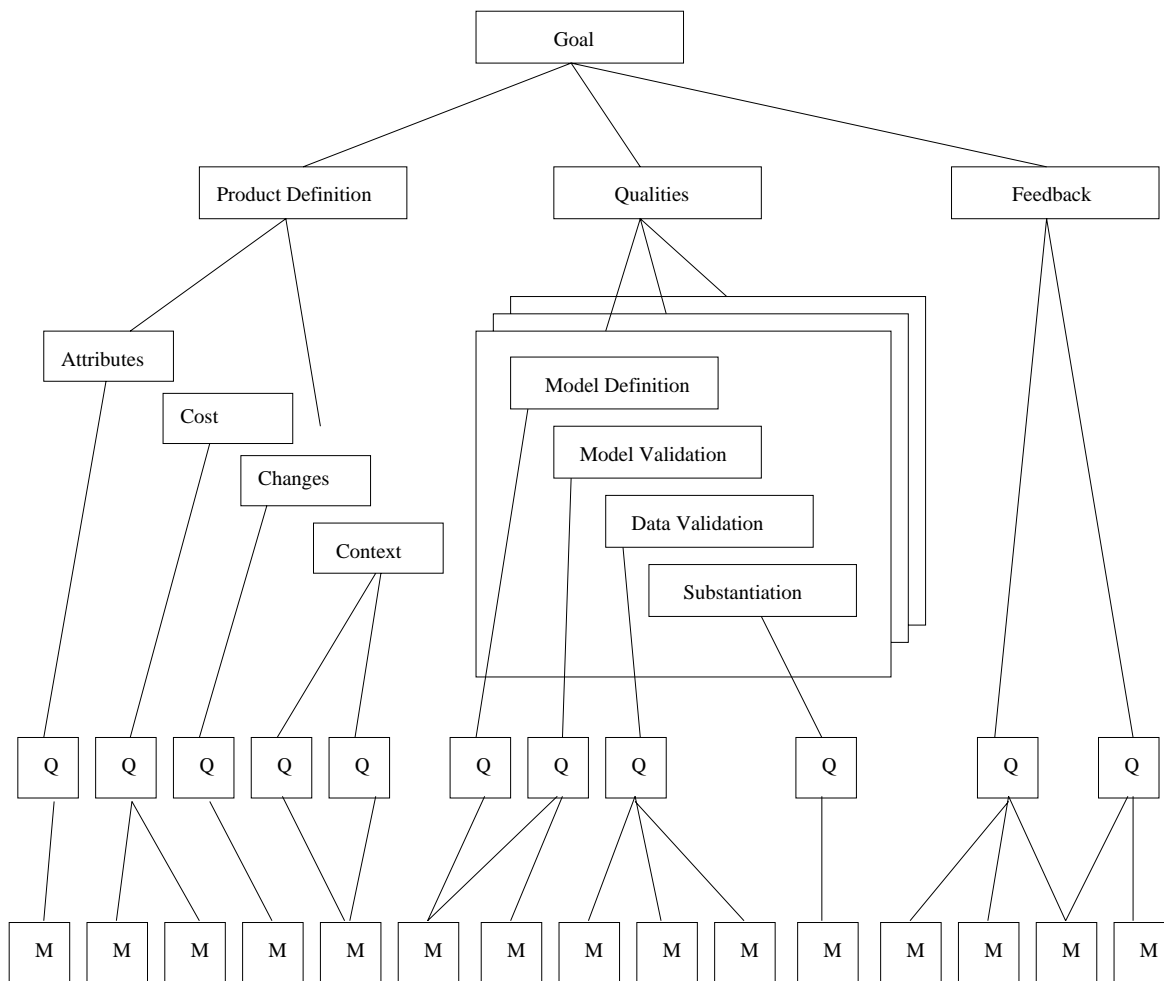 Goal
Product Definition
Qualities
Feedback
Attributes
Model Definition
Cost
Model Validation
Changes
Data Validation
Context
Substantiation
Q Q Q Q Q Q Q Q Q Q Q
M M M M M M M M M M M M M M M